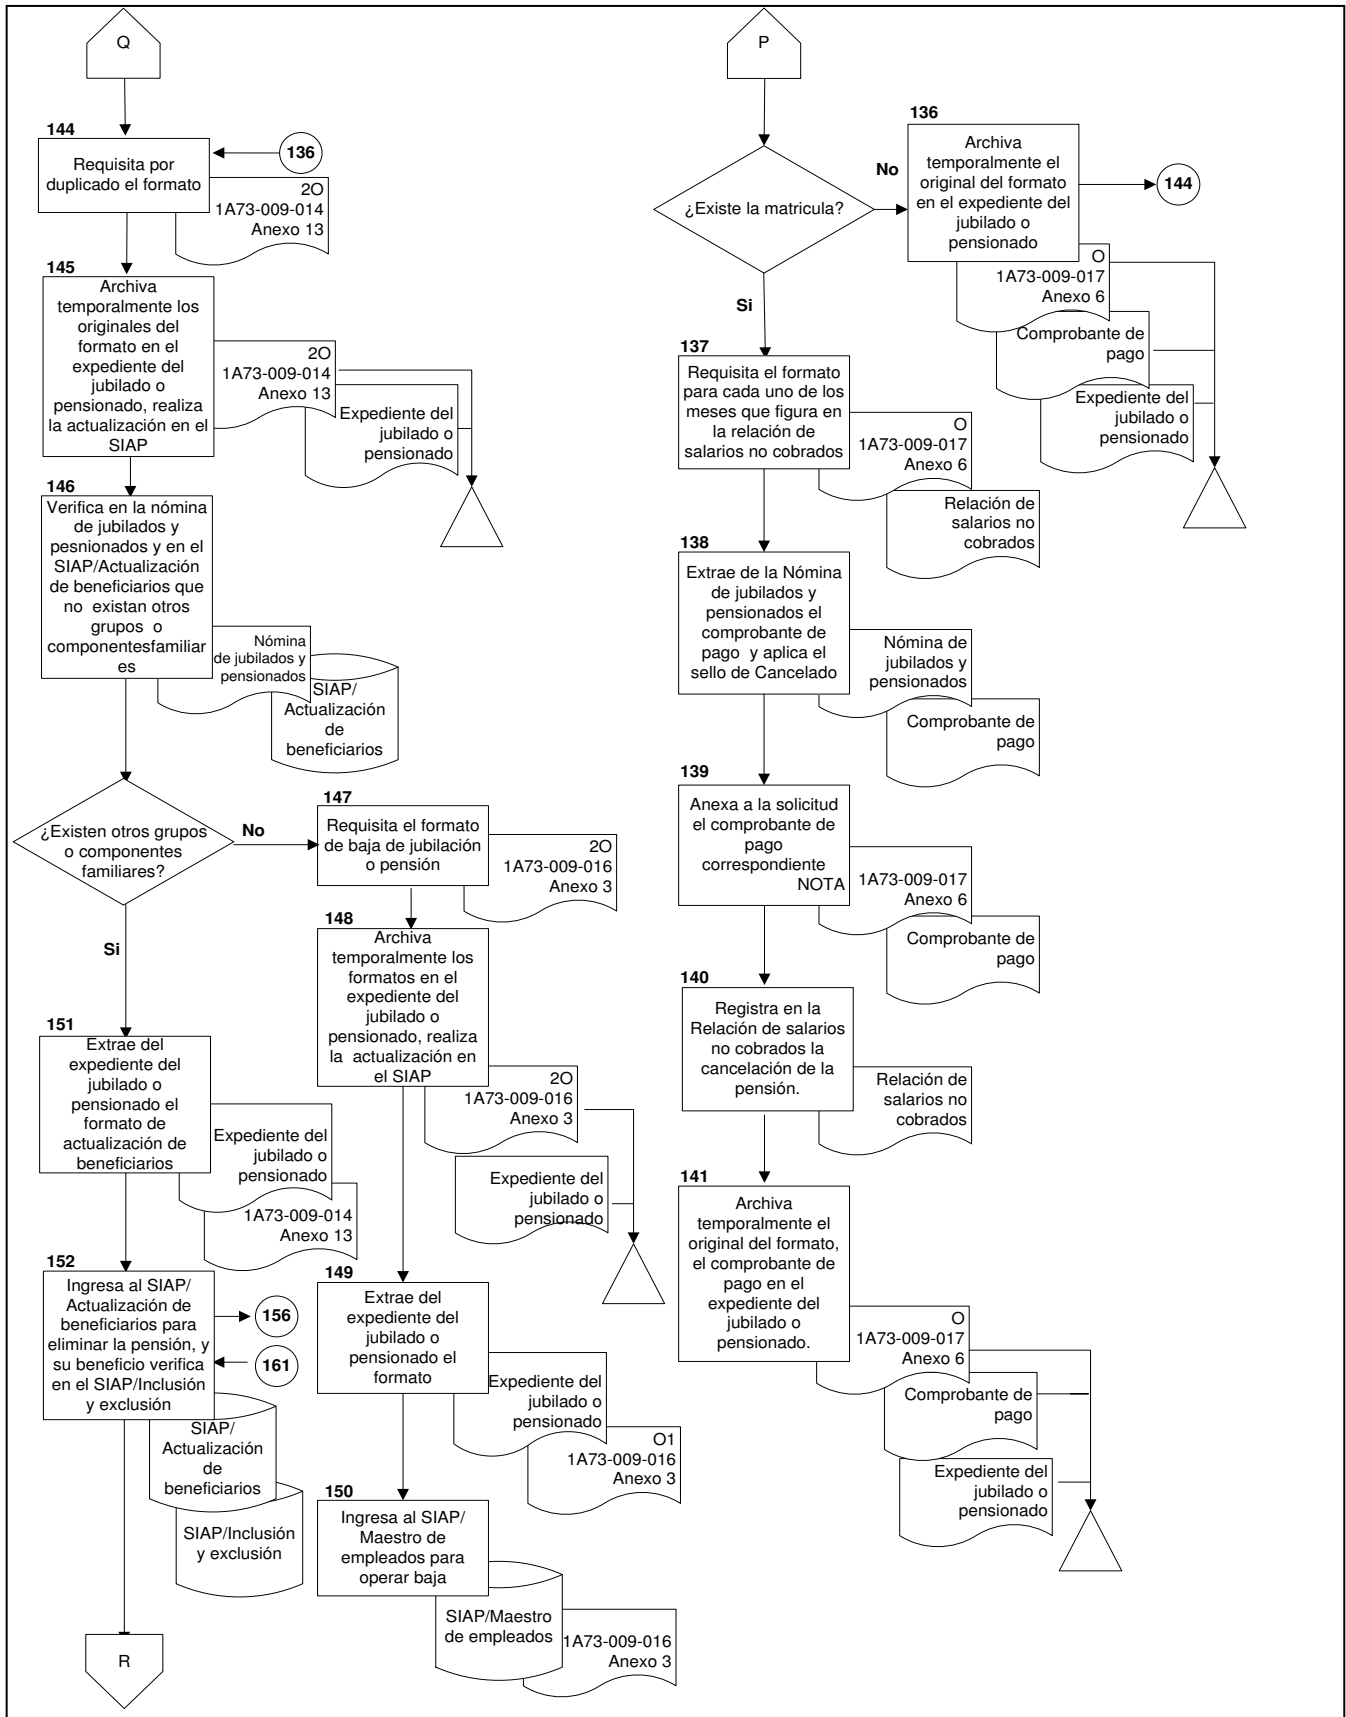 Q
144
136
Requisita por
duplicado el formato
2O
1A73-009-014
Anexo 13
145
Archiva
temporalmente los
originales del
formato en el
expediente del
jubilado o
pensionado, realiza
la actualización en el
SIAP
2O
1A73-009-014
Anexo 13
Expediente del
jubilado o
pensionado
146
Verifica en la nómina
de jubilados y
pesnionados y en el
SIAP/Actualización
de beneficiarios que
no existan otros
grupos o
componentesfamiliar
es
Nómina
de jubilados y
pensionados
SIAP/
Actualización
de
beneficiarios
¿Existen otros grupos
o componentes
familiares?
No
Si
147
Requisita el formato
de baja de jubilación
o pensión
2O
1A73-009-016
Anexo 3
148
Archiva
temporalmente los
formatos en el
expediente del
jubilado o
pensionado, realiza
la actualización en
el SIAP
2O
1A73-009-016
Anexo 3
Expediente del
jubilado o
pensionado
149
Extrae del
expediente del
jubilado o
pensionado el
formato
Expediente del
jubilado o
pensionado
O1
1A73-009-016
Anexo 3
150
Ingresa al SIAP/
Maestro de
empleados para
operar baja
SIAP/Maestro
de empleados
1A73-009-016
Anexo 3
151
Extrae del
expediente del
jubilado o
pensionado el
formato de
actualización de
beneficiarios
Expediente del
jubilado o
pensionado
1A73-009-014
Anexo 13
152
Ingresa al SIAP/
Actualización de
beneficiarios para
eliminar la pensión, y
su beneficio verifica
en el SIAP/Inclusión
y exclusión
156
161
SIAP/
Actualización
de
beneficiarios
SIAP/Inclusión
y exclusión
R
P
¿Existe la matricula?
No
Si
136
Archiva
temporalmente el
original del formato
en el expediente del
jubilado o
pensionado
144
O
1A73-009-017
Anexo 6
Comprobante de
pago
Expediente del
jubilado o
pensionado
137
Requisita el formato
para cada uno de los
meses que figura en
la relación de
salarios no cobrados
O
1A73-009-017
Anexo 6
Relación de
salarios no
cobrados
138
Extrae de la Nómina
de jubilados y
pensionados el
comprobante de
pago y aplica el
sello de Cancelado
Nómina de
jubilados y
pensionados
Comprobante de
pago
139
Anexa a la solicitud
el comprobante de
pago
correspondiente
NOTA
1A73-009-017
Anexo 6
Comprobante de
pago
140
Registra en la
Relación de salarios
no cobrados la
cancelación de la
pensión.
Relación de
salarios no
cobrados
141
Archiva
temporalmente el
original del formato,
el comprobante de
pago en el
expediente del
jubilado o
pensionado.
O
1A73-009-017
Anexo 6
Comprobante de
pago
Expediente del
jubilado o
pensionado